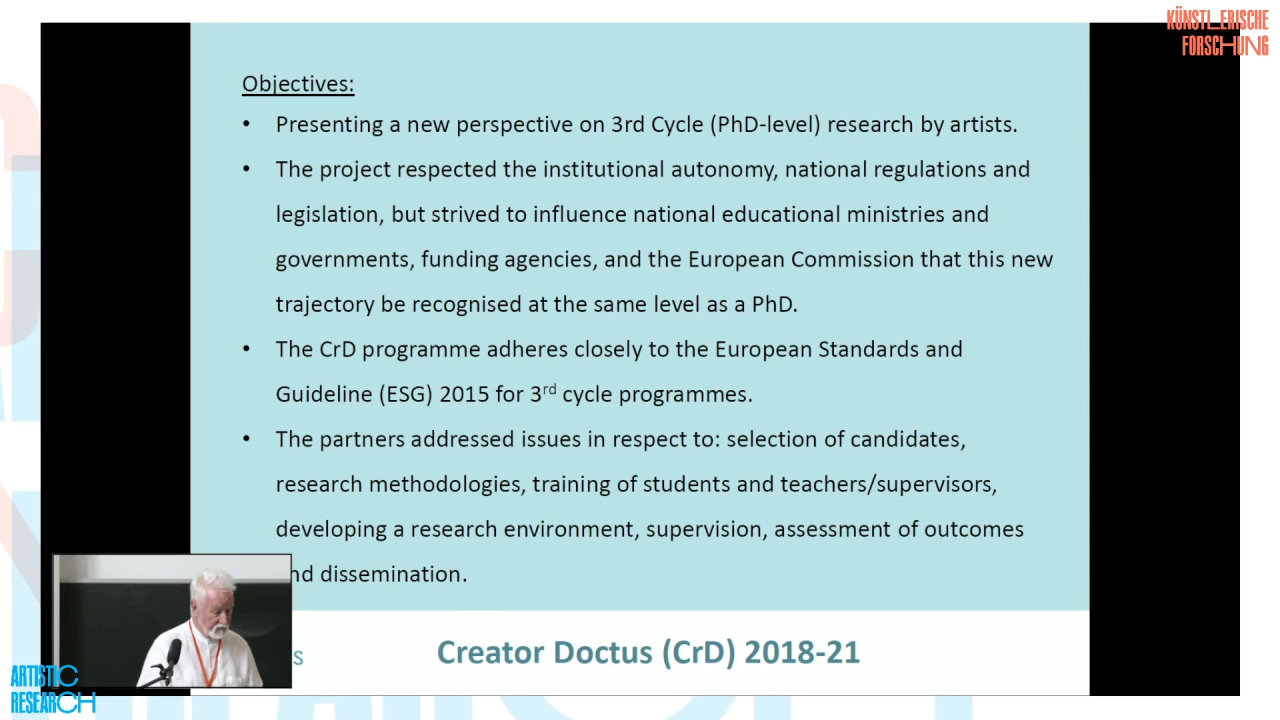 KÜNSTLERISCHE
FORSCHUNG
Objectives:
• Presenting a new perspective on 3rd Cycle (PhD-level) research by artists.
• The project respected the institutional autonomy, national regulations and
legislation, but strived to influence national educational ministries and
governments, funding agencies, and the European Commission that this new
trajectory be recognised at the same level as a PhD.
• The CrD programme adheres closely to the European Standards and
Guideline (ESG) 2015 for 3rd cycle programmes.
• The partners addressed issues in respect to: selection of candidates,
research methodologies, training of students and teachers/supervisors,
developing a research environment, supervision, assessment of outcomes
nd dissemination.
s
Creator Doctus (CrD) 2018-21
ARTISTIC
RESEARCH